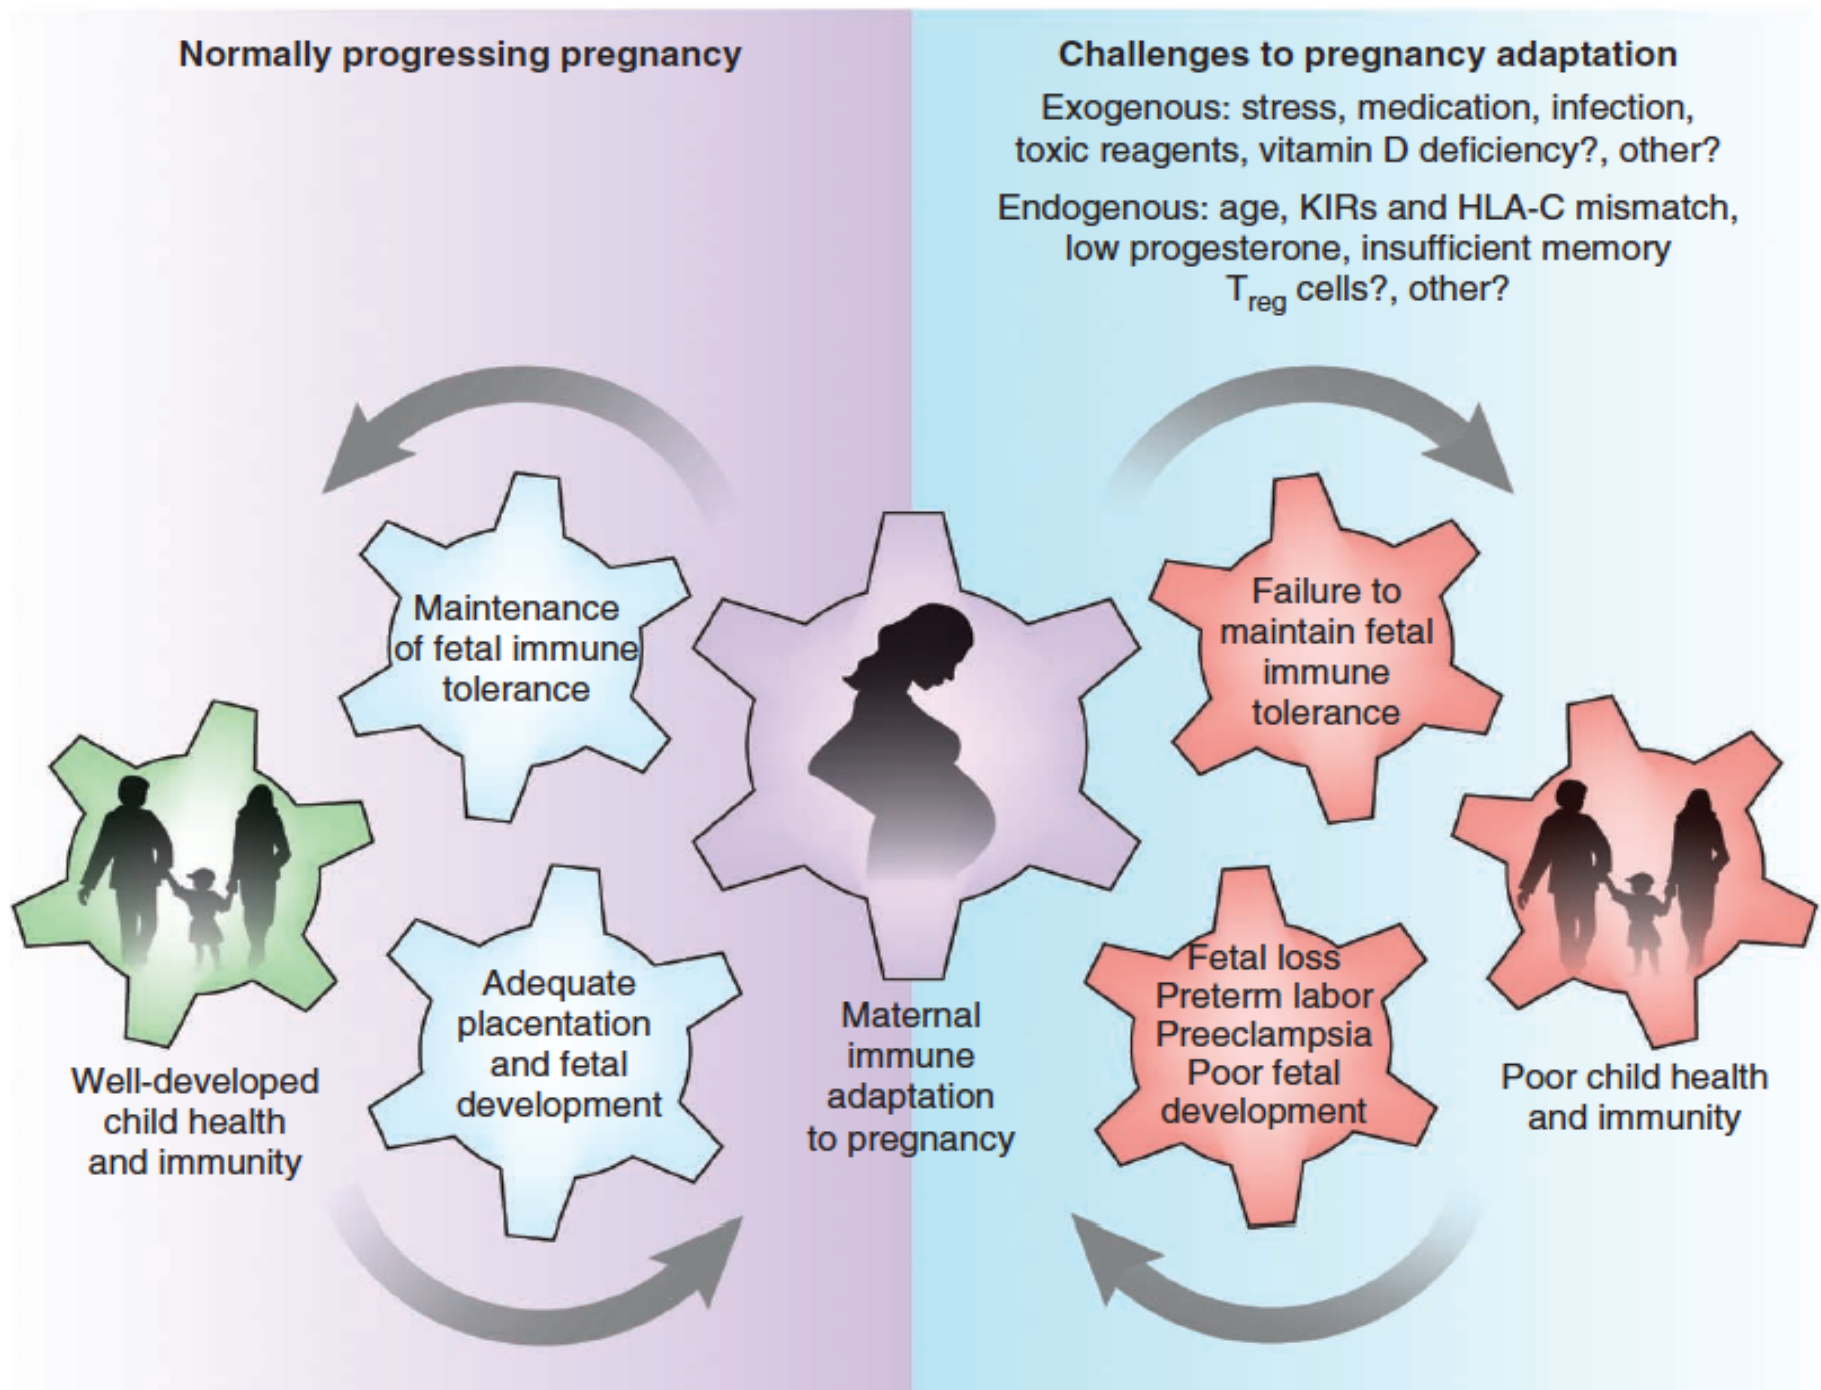 Normally progressing pregnancy
Challenges to pregnancy adaptation
Exogenous: stress, medication, infection,
toxic reagents, vitamin D deficiency?, other?
Endogenous: age, KIRs and HLA-C mismatch,
low progesterone, insufficient memory
Treg cells?, other?
Maintenance
of fetal immune
tolerance
Failure to
maintain fetal
immune
tolerance
Adequate
placentation
and fetal
development
Fetal loss
Preterm labor
Preeclampsia
Poor fetal
development
Well-developed
child health
and immunity
Maternal
immune
adaptation
to pregnancy
Poor child health
and immunity